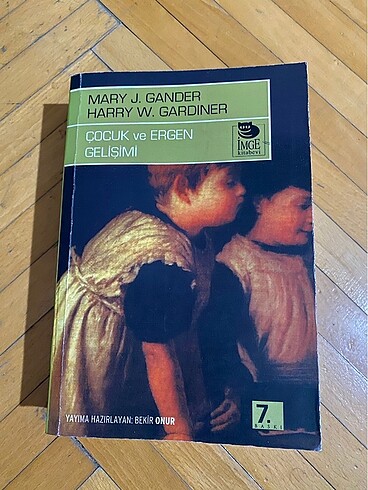 MARY J. GANDER
HARRY W. GARDINER
ÇOCUK ve ERGEN
GELİŞİMİ
İMGE
kitabevi
YAYIMA HAZIRLAYAN: BEKİR ONUR
7.
BASKI